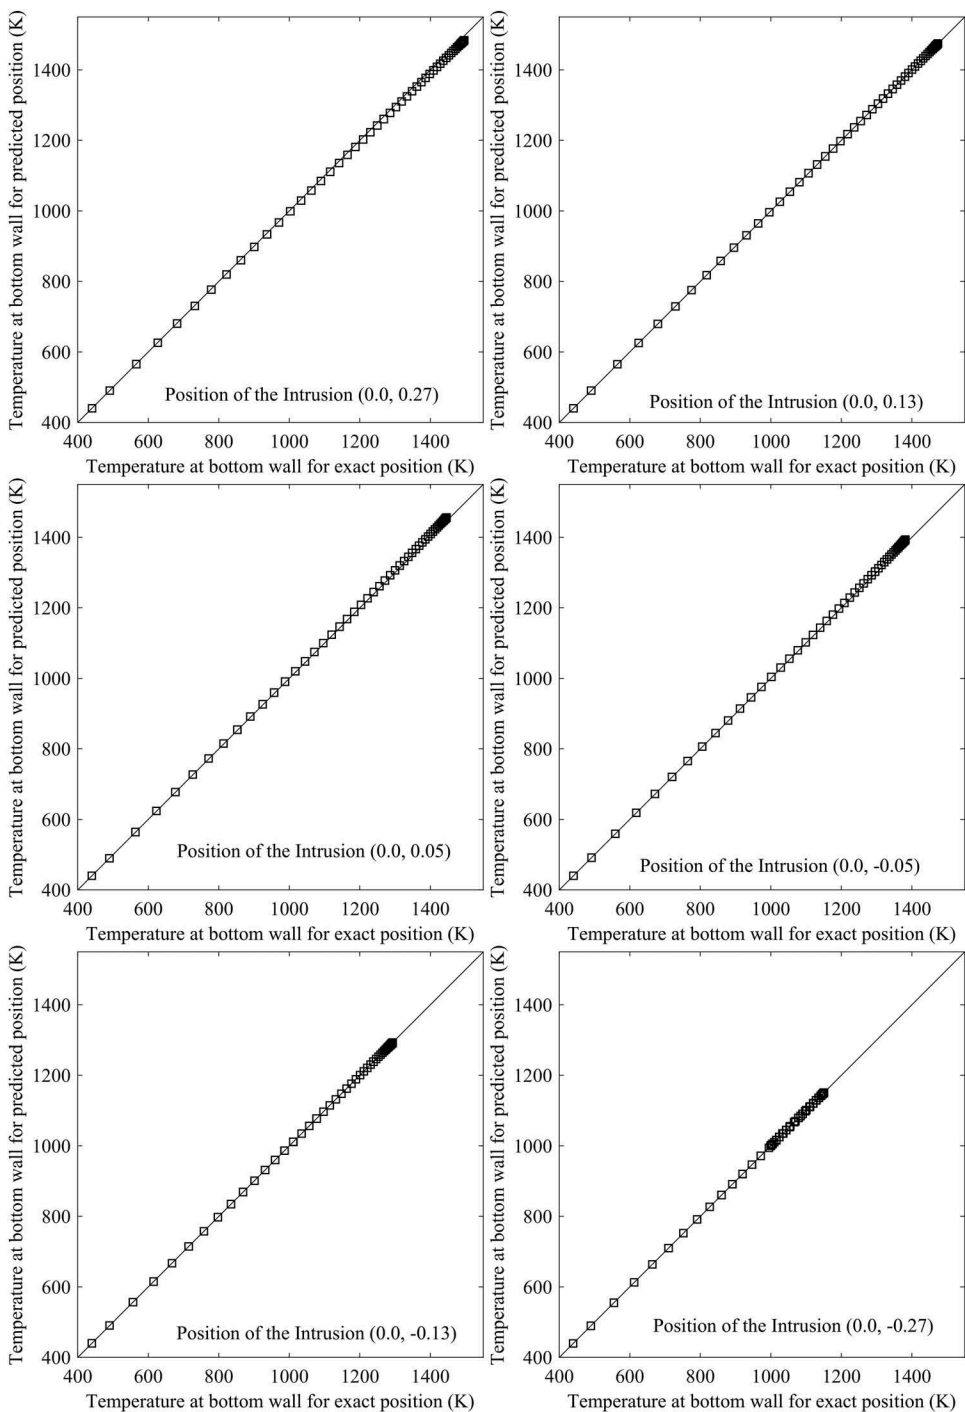 Temperature at bottom wall for predicted position (K)
1400
1200
1000
800
600
400
Position of the Intrusion (0.0, 0.27)
400 600 800 1000 1200 1400
Temperature at bottom wall for exact position (K)
Temperature at bottom wall for predicted position (K)
1400
1200
1000
800
600
400
Position of the Intrusion (0.0, 0.13)
400 600 800 1000 1200 1400
Temperature at bottom wall for exact position (K)
Temperature at bottom wall for predicted position (K)
1400
1200
1000
800
600
400
Position of the Intrusion (0.0, 0.05)
400 600 800 1000 1200 1400
Temperature at bottom wall for exact position (K)
Temperature at bottom wall for predicted position (K)
1400
1200
1000
800
600
400
Position of the Intrusion (0.0, -0.05)
400 600 800 1000 1200 1400
Temperature at bottom wall for exact position (K)
Temperature at bottom wall for predicted position (K)
1400
1200
1000
800
600
400
Position of the Intrusion (0.0, -0.13)
400 600 800 1000 1200 1400
Temperature at bottom wall for exact position (K)
Temperature at bottom wall for predicted position (K)
1400
1200
1000
800
600
400
Position of the Intrusion (0.0, -0.27)
400 600 800 1000 1200 1400
Temperature at bottom wall for exact position (K)